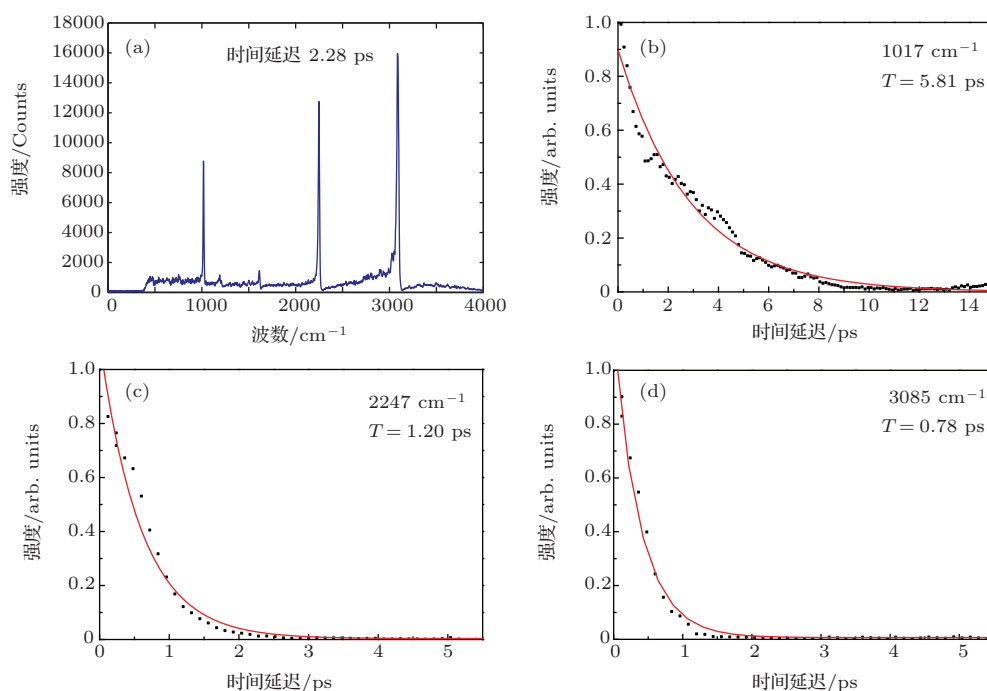 (a)
时间延迟 2.28 ps
强度/Counts
18000
16000
14000
12000
10000
8000
6000
4000
2000
0
0 1000 2000 3000 4000
波数/cm⁻¹
(b)
1017 cm⁻¹
T = 5.81 ps
强度/arb. units
1.0
0.8
0.6
0.4
0.2
0
0 2 4 6 8 10 12 14
时间延迟/ps
(c)
2247 cm⁻¹
T = 1.20 ps
强度/arb. units
1.0
0.8
0.6
0.4
0.2
0
0 1 2 3 4 5
时间延迟/ps
(d)
3085 cm⁻¹
T = 0.78 ps
强度/arb. units
1.0
0.8
0.6
0.4
0.2
0
0 1 2 3 4 5
时间延迟/ps